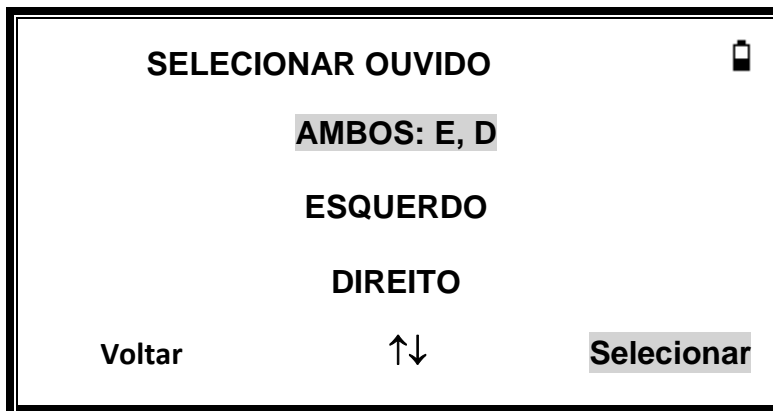 SELECIONAR OUVIDO
AMBOS: E, D
ESQUERDO
DIREITO
Voltar ↑↓ Selecionar